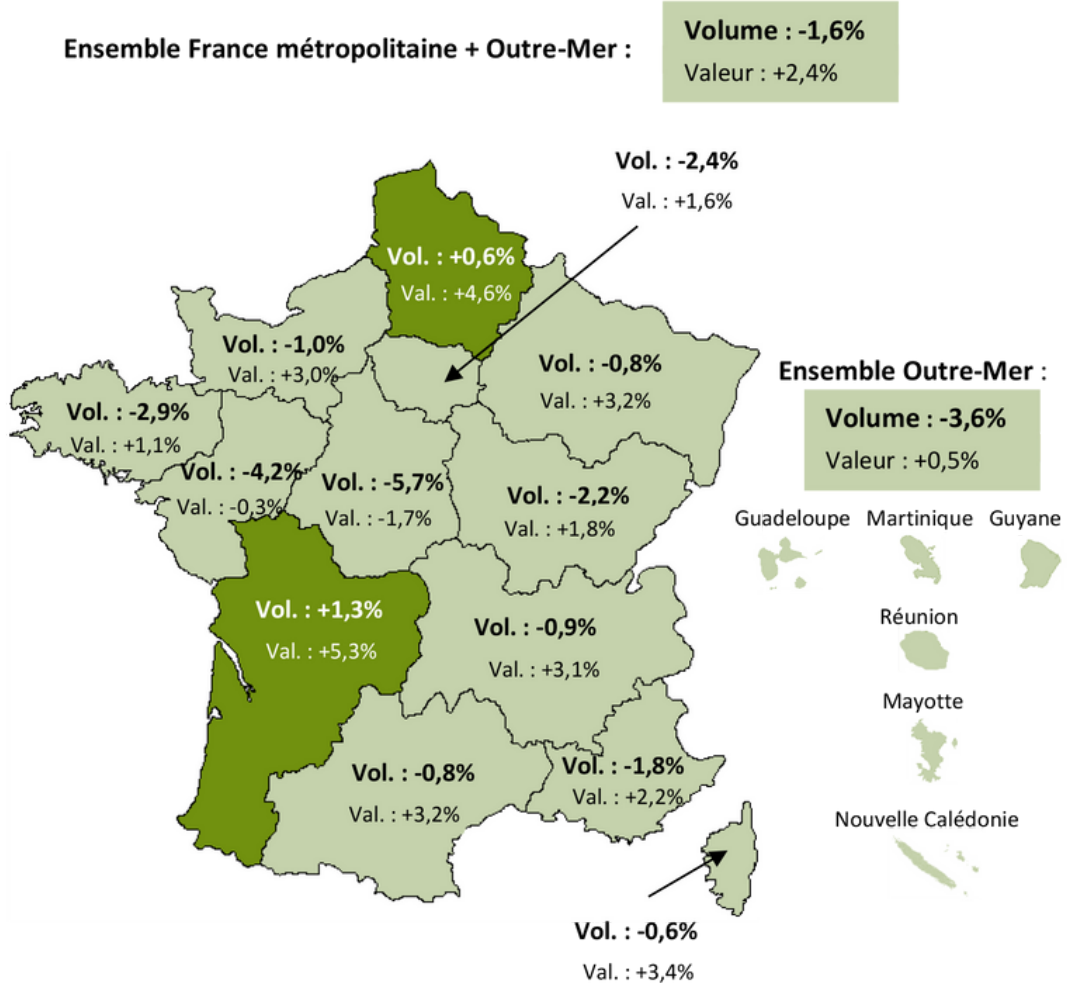 Ensemble France métropolitaine + Outre-Mer :
Volume : -1,6%
Valeur : +2,4%
Vol. : -2,4%
Val. : +1,6%
Vol. : +0,6%
Val. : +4,6%
Vol. : -1,0%
Val. : +3,0%
Vol. : -0,8%
Val. : +3,2%
Vol. : -2,9%
Val. : +1,1%
Vol. : -4,2%
Val. : -0,3%
Vol. : -5,7%
Val. : -1,7%
Vol. : -2,2%
Val. : +1,8%
Vol. : +1,3%
Val. : +5,3%
Vol. : -0,9%
Val. : +3,1%
Vol. : -0,8%
Val. : +3,2%
Vol. : -1,8%
Val. : +2,2%
Vol. : -0,6%
Val. : +3,4%
Ensemble Outre-Mer :
Volume : -3,6%
Valeur : +0,5%
Guadeloupe Martinique Guyane
Réunion
Mayotte
Nouvelle Calédonie